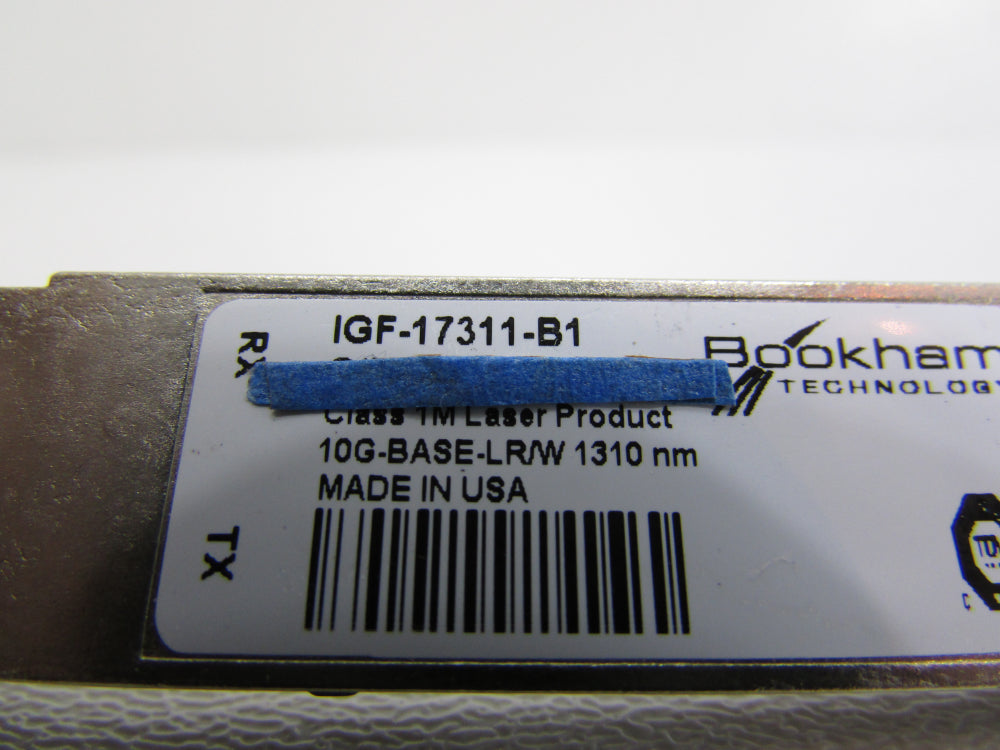 IGF-17311-B1
RX
Bookham
TECHNOLOGY
Class 1M Laser Product
10G-BASE-LR/W 1310 nm
MADE IN USA
TX